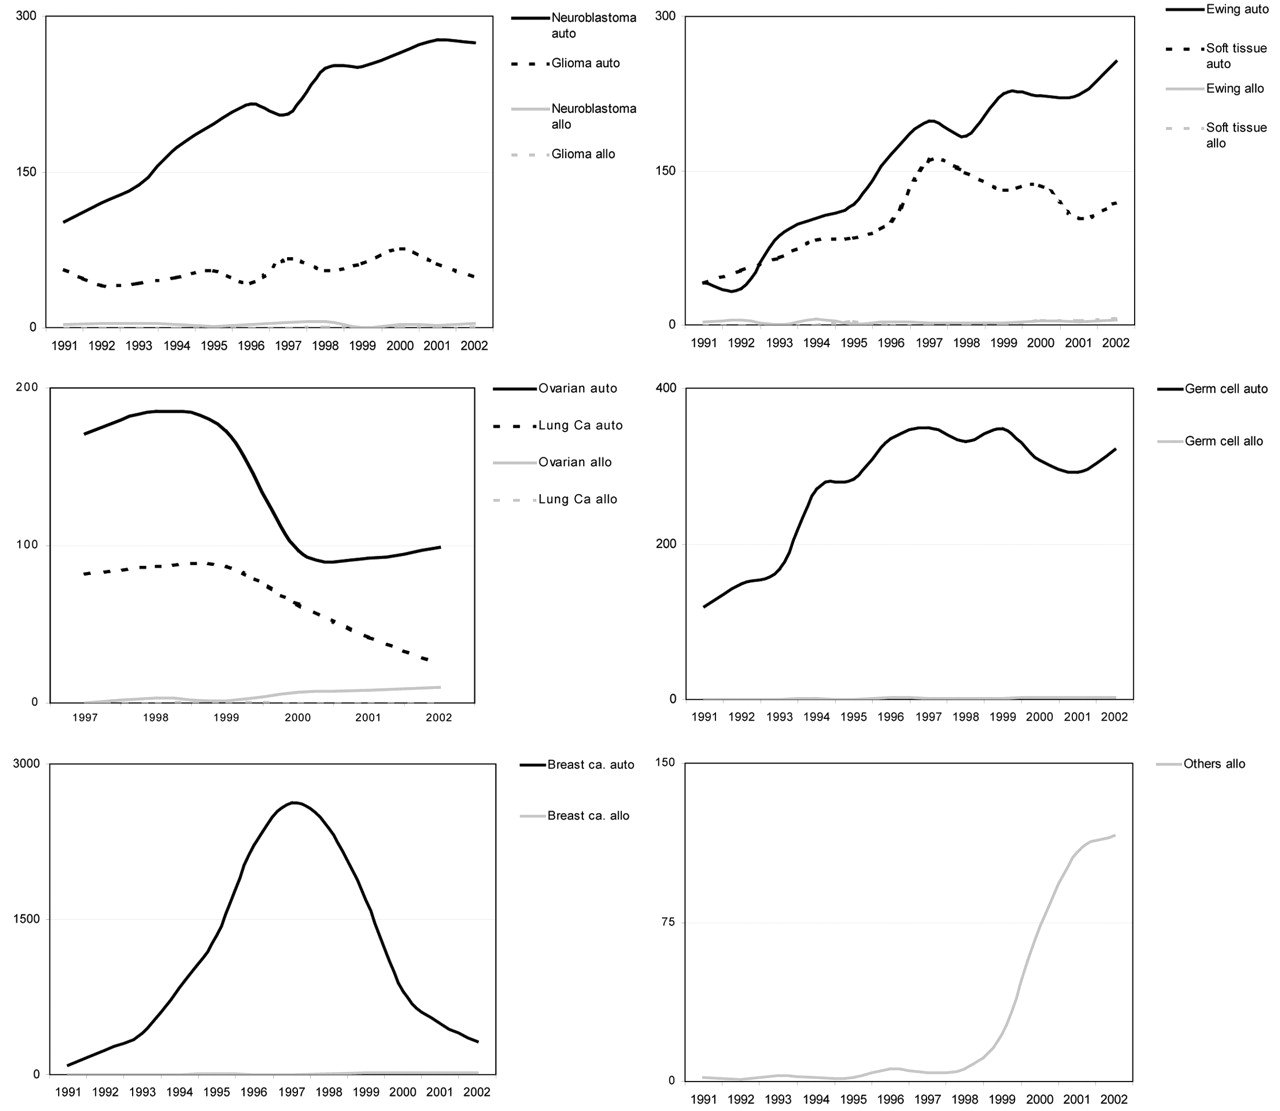 300
150
0
1991 1992 1993 1994 1995 1996 1997 1998 1999 2000 2001 2002
Neuroblastoma
auto
Glioma auto
Neuroblastoma
allo
Glioma allo
300
150
0
1991 1992 1993 1994 1995 1996 1997 1998 1999 2000 2001 2002
Ewing auto
Soft tissue
auto
Ewing allo
Soft tissue
allo
200
100
0
1997 1998 1999 2000 2001 2002
Ovarian auto
Lung Ca auto
Ovarian allo
Lung Ca allo
400
200
0
1991 1992 1993 1994 1995 1996 1997 1998 1999 2000 2001 2002
Germ cell auto
Germ cell allo
3000
1500
0
1991 1992 1993 1994 1995 1996 1997 1998 1999 2000 2001 2002
Breast ca. auto
Breast ca. allo
150
75
0
1991 1992 1993 1994 1995 1996 1997 1998 1999 2000 2001 2002
Others allo